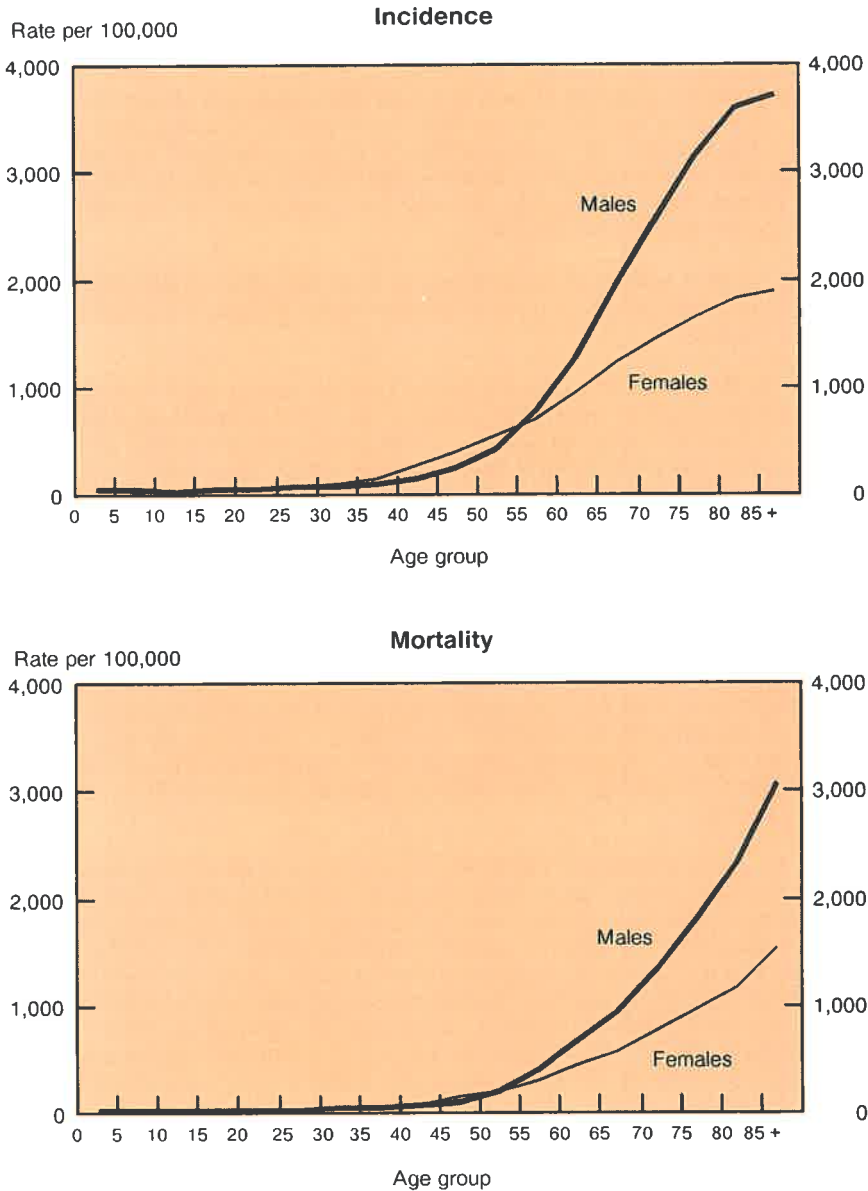 Incidence
Rate per 100,000
4,000 4,000
3,000 3,000
Males
2,000 2,000
1,000 Females 1,000
0 0
0 5 10 15 20 25 30 35 40 45 50 55 60 65 70 75 80 85 +
Age group
Mortality
Rate per 100,000
4,000 4,000
3,000 3,000
2,000 2,000
Males
1,000 1,000
Females
0 0
0 5 10 15 20 25 30 35 40 45 50 55 60 65 70 75 80 85 +
Age group